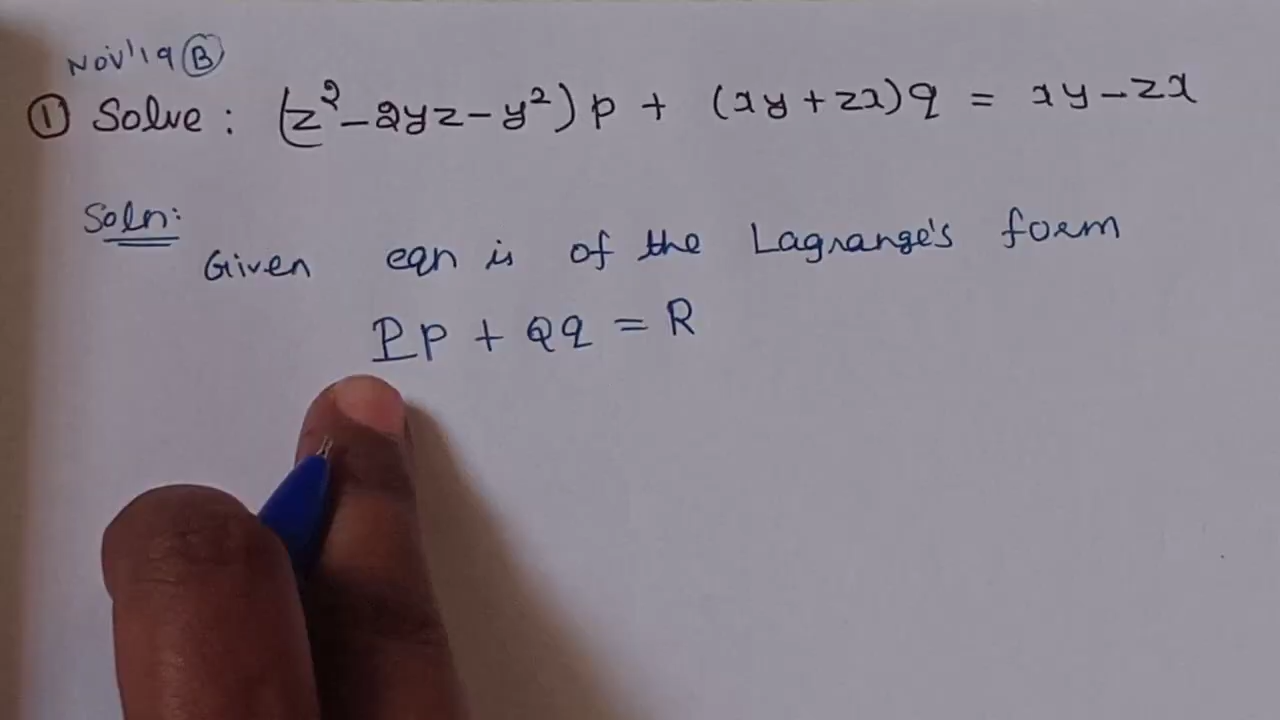 Nov'19 Ⓑ
① Solve : (z² - 2yz - y²) p + (xy + zx) q = xy - zx
Soln:
Given eqn is of the Lagrange's form
Pp + Qq = R